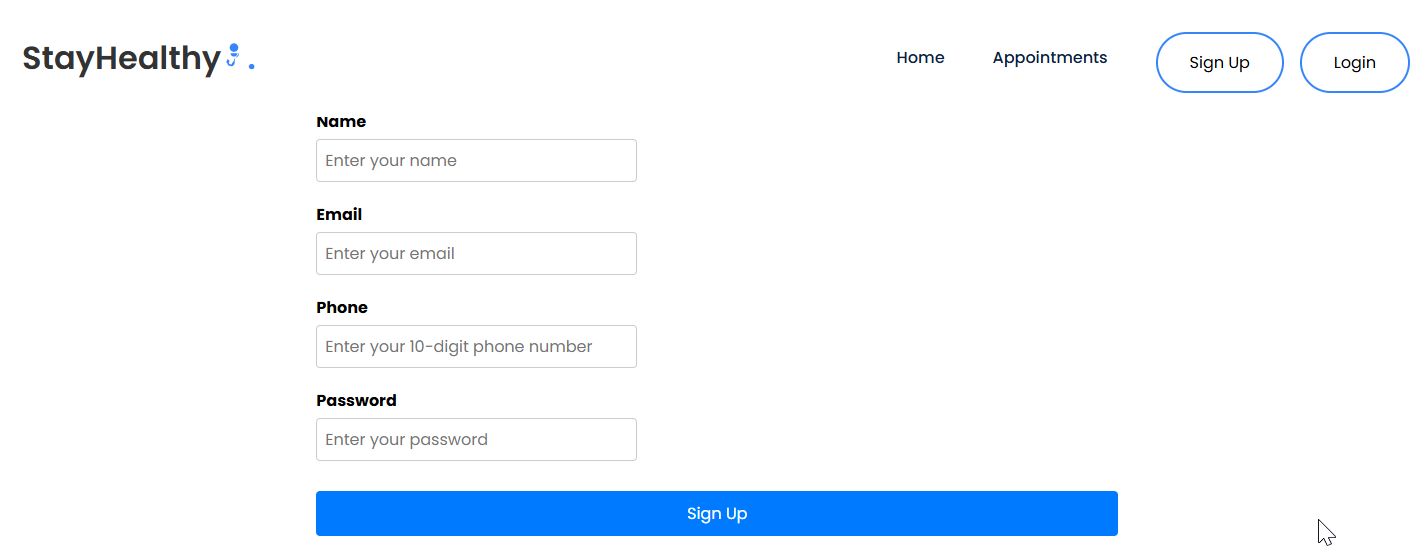 StayHealthy.
Home Appointments Sign Up Login
Name
Enter your name
Email
Enter your email
Phone
Enter your 10-digit phone number
Password
Enter your password
Sign Up